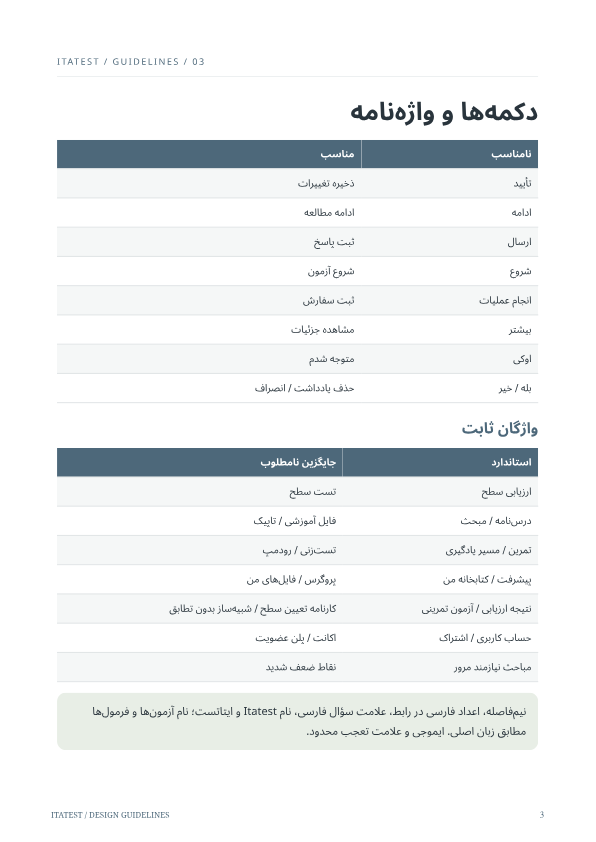 ITATEST / GUIDELINES / 03
دکمه‌ها و واژه‌نامه
نامناسب مناسب
تأیید ذخیره تغییرات
ادامه ادامه مطالعه
ارسال ثبت پاسخ
شروع شروع آزمون
انجام عملیات ثبت سفارش
بیشتر مشاهده جزئیات
اوکی متوجه شدم
بله / خیر حذف یادداشت / انصراف
واژگان ثابت
استاندارد جایگزین نامطلوب
ارزیابی سطح تست سطح
درس‌نامه / مبحث فایل آموزشی / تاپیک
تمرین / مسیر یادگیری تست‌زنی / رودمپ
پیشرفت / کتابخانه من پروگرس / فایل‌های من
نتیجه ارزیابی / آزمون تمرینی کارنامه تعیین سطح / شبیه‌ساز بدون تطابق
حساب کاربری / اشتراک اکانت / پلن عضویت
مباحث نیازمند مرور نقاط ضعف شدید
نیم‌فاصله، اعداد فارسی در رابط، علامت سؤال فارسی، نام Itatest و ایتاتست؛ نام آزمون‌ها و فرمول‌ها
مطابق زبان اصلی. ایموجی و علامت تعجب محدود.
ITATEST / DESIGN GUIDELINES 3